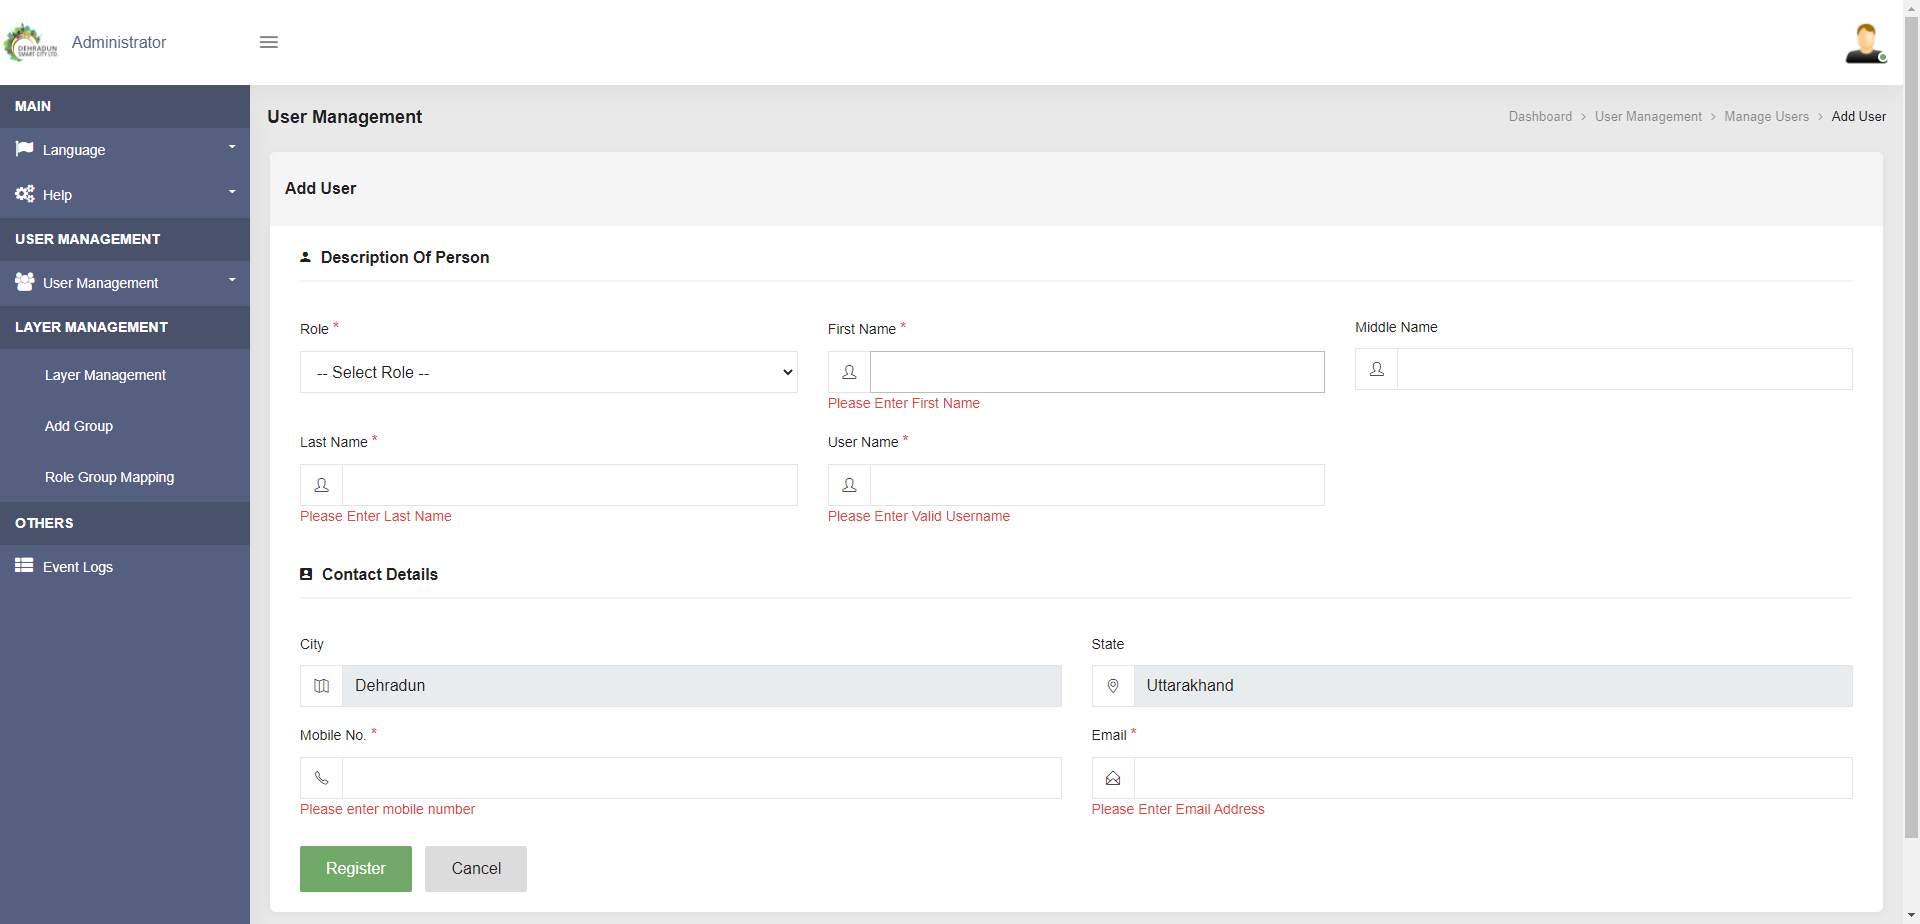 DEHRADUN
SMART CITY LTD.
Administrator
MAIN
Language
Help
USER MANAGEMENT
User Management
LAYER MANAGEMENT
Layer Management
Add Group
Role Group Mapping
OTHERS
Event Logs
User Management
Dashboard > User Management > Manage Users > Add User
Add User
Description Of Person
Role *
First Name *
Middle Name
-- Select Role --
Please Enter First Name
Last Name *
User Name *
Please Enter Last Name
Please Enter Valid Username
Contact Details
City
State
Dehradun
Uttarakhand
Mobile No. *
Email *
Please enter mobile number
Please Enter Email Address
Register
Cancel